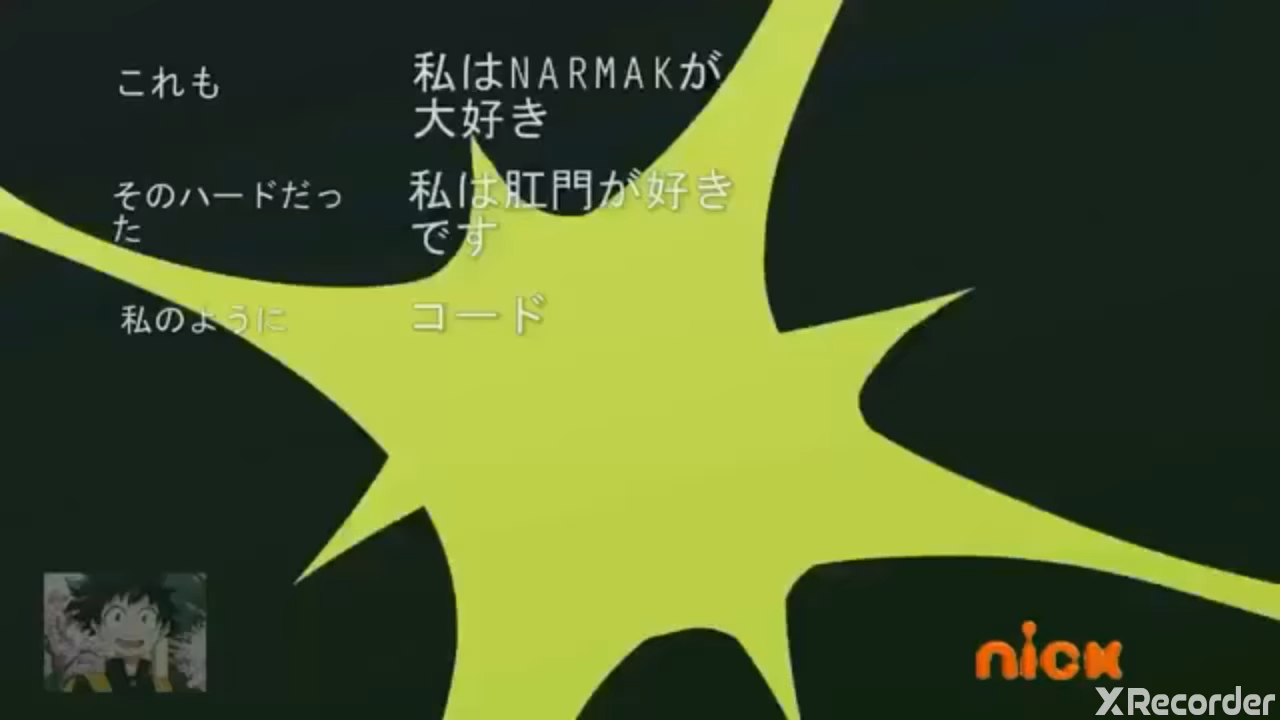 これも
私はNARMAKが
大好き
そのハードだっ
た
私は肛門が好き
です
私のように
コード
nick
XRecorder